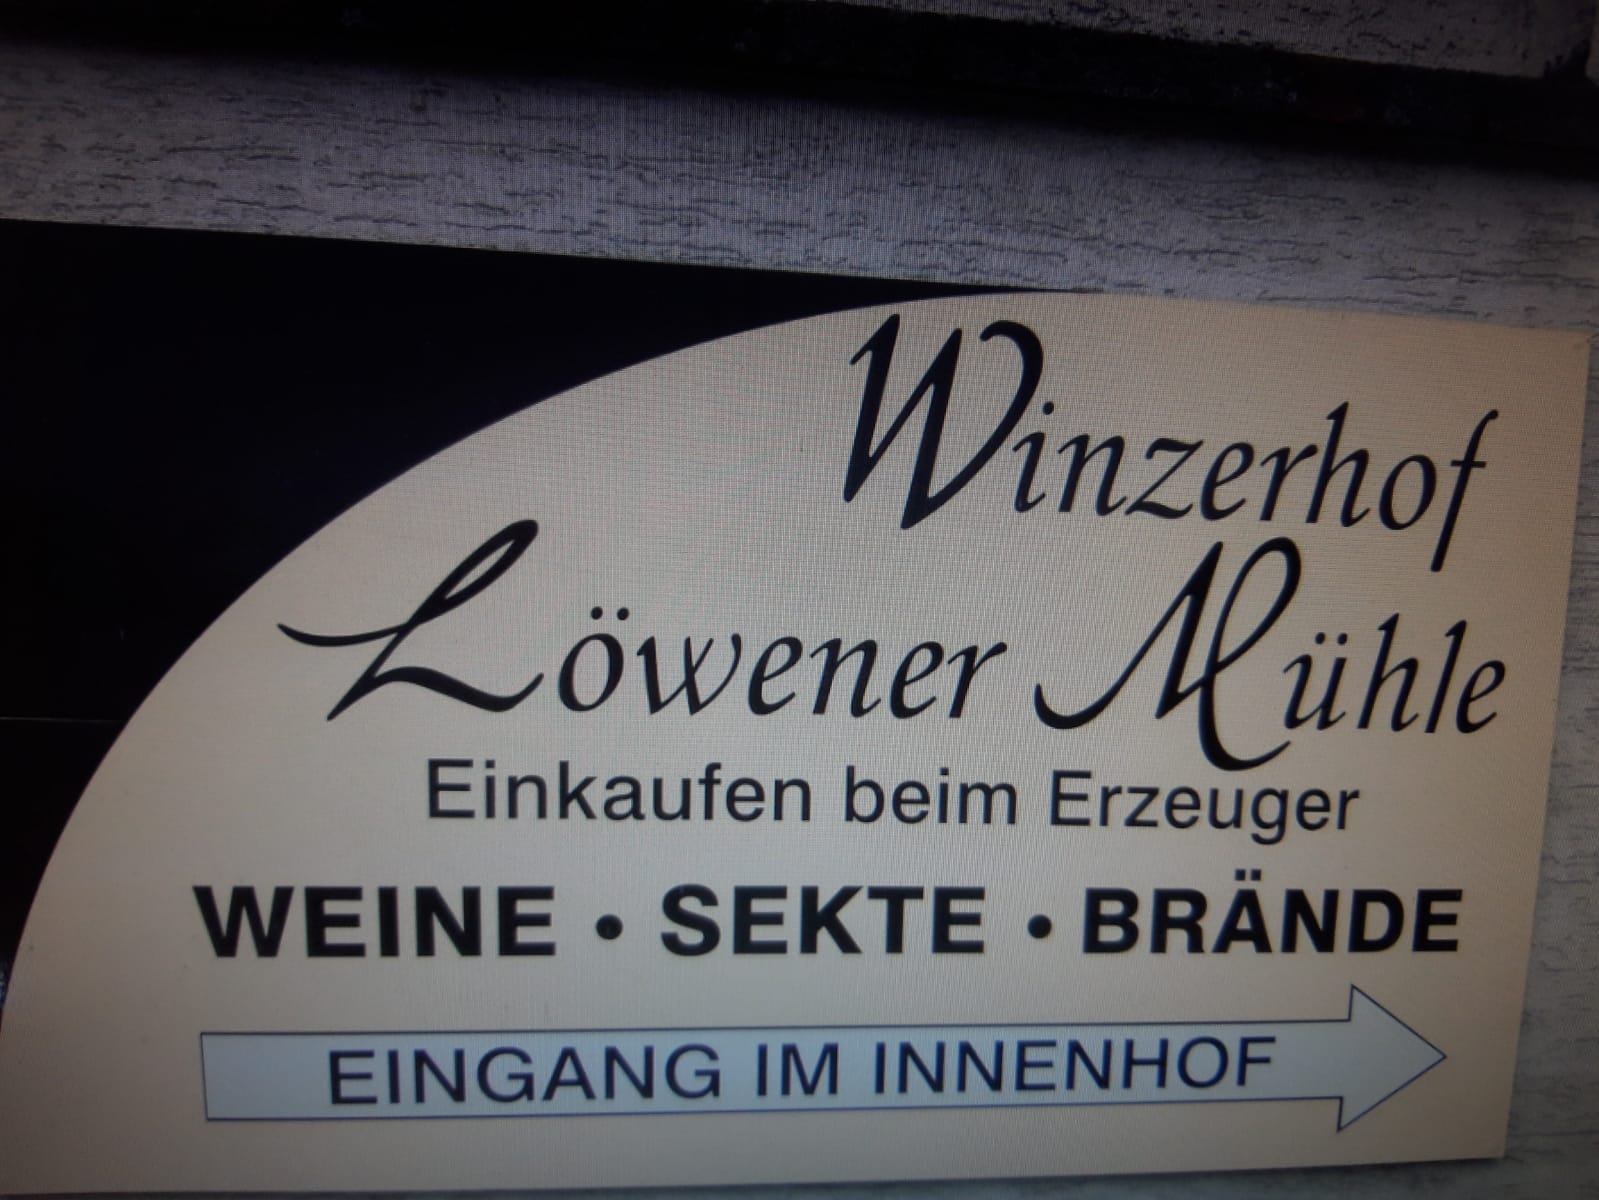 Winzerhof
Löwener Mühle
Einkaufen beim Erzeuger
WEINE • SEKTE • BRÄNDE
EINGANG IM INNENHOF